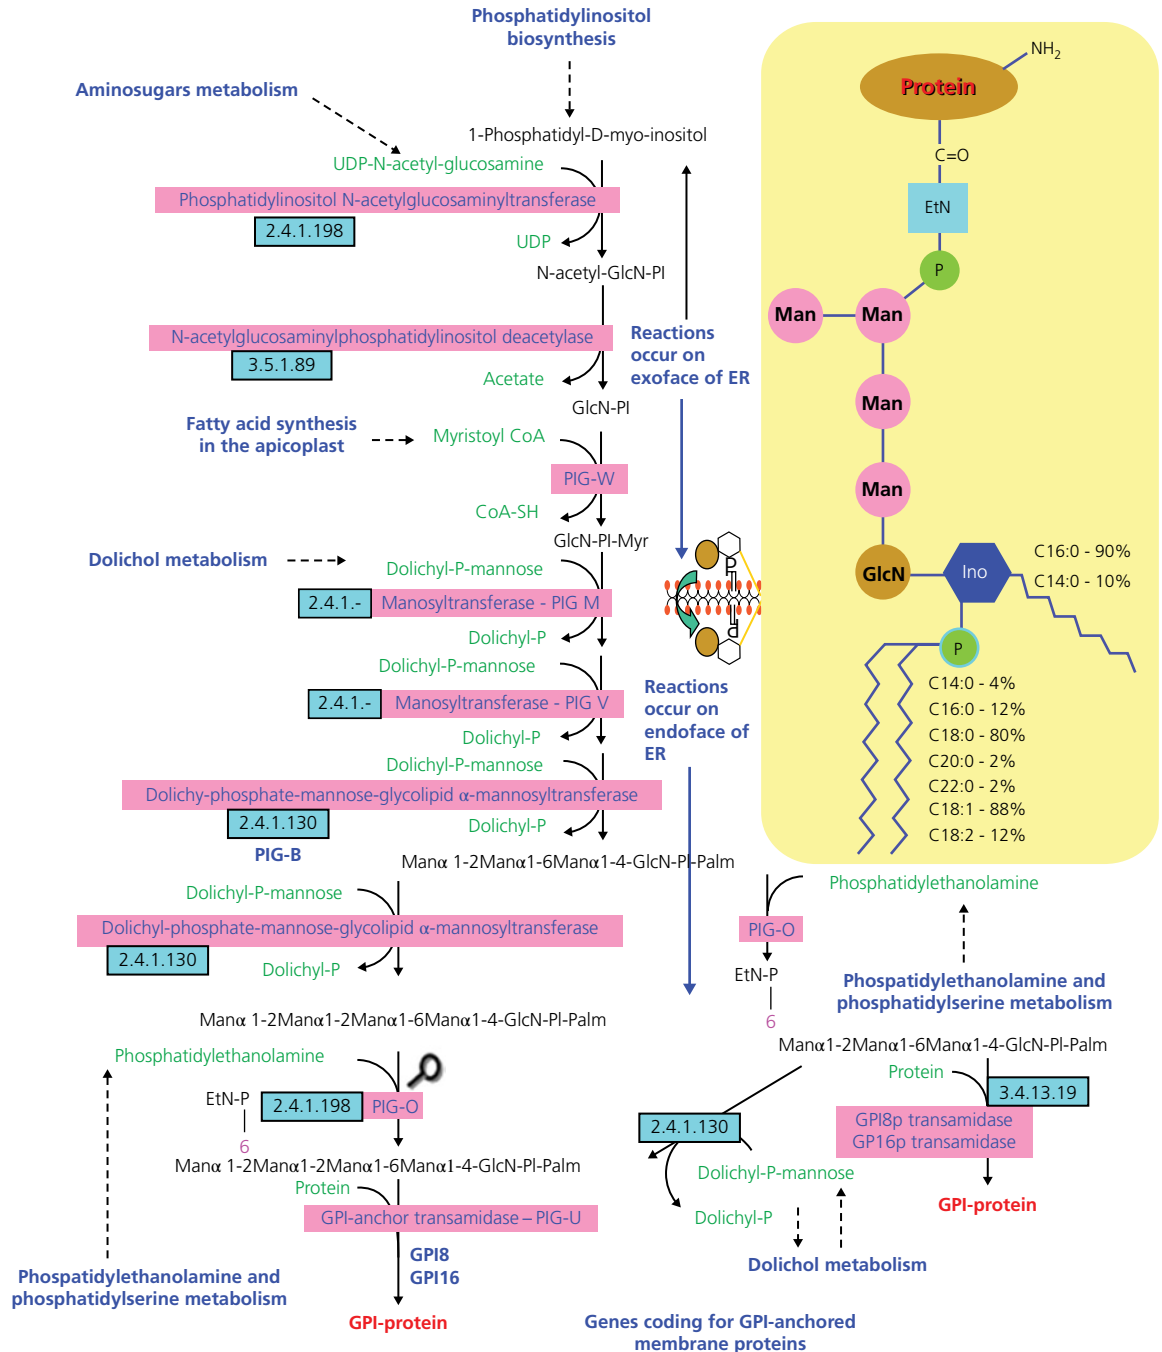 Phosphatidylinositol
biosynthesis
Aminosugars metabolism
1-Phosphatidyl-D-myo-inositol
UDP-N-acetyl-glucosamine
Phosphatidylinositol N-acetylglucosaminyltransferase
2.4.1.198
UDP
N-acetyl-GlcN-PI
N-acetylglucosaminylphosphatidylinositol deacetylase
3.5.1.89
Acetate
Reactions
occur on
exoface of ER
GlcN-PI
Fatty acid synthesis
in the apicoplast
Myristoyl CoA
PIG-W
CoA-SH
GlcN-PI-Myr
Dolichol metabolism
Dolichyl-P-mannose
2.4.1.- Manosyltransferase - PIG M
Dolichyl-P
Dolichyl-P-mannose
2.4.1.- Manosyltransferase - PIG V
Dolichyl-P
P
P
Reactions
occur on
endoface of
ER
Dolichyl-P-mannose
Dolichy-phosphate-mannose-glycolipid α-mannosyltransferase
2.4.1.130
Dolichyl-P
PIG-B
Manα 1-2Manα1-6Manα1-4-GlcN-PI-Palm
NH2
Protein
C=O
EtN
P
Man Man
Man
Man
GlcN Ino
C16:0 - 90%
C14:0 - 10%
P
C14:0 - 4%
C16:0 - 12%
C18:0 - 80%
C20:0 - 2%
C22:0 - 2%
C18:1 - 88%
C18:2 - 12%
Dolichyl-P-mannose
Dolichyl-phosphate-mannose-glycolipid α-mannosyltransferase
2.4.1.130
Dolichyl-P
Manα 1-2Manα1-2Manα1-6Manα1-4-GlcN-PI-Palm
Phosphatidylethanolamine
EtN-P
6
2.4.1.198 PIG-O
Manα 1-2Manα1-2Manα1-6Manα1-4-GlcN-PI-Palm
Protein
GPI-anchor transamidase – PIG-U
GPI8
GPI16
Phospatidylethanolamine and
phosphatidylserine metabolism
GPI-protein
Phosphatidylethanolamine
PIG-O
EtN-P
6
Phospatidylethanolamine and
phosphatidylserine metabolism
Manα1-2Manα1-6Manα1-4-GlcN-PI-Palm
Protein
3.4.13.19
GPI8p transamidase
GP16p transamidase
GPI-protein
2.4.1.130
Dolichyl-P-mannose
Dolichyl-P
Dolichol metabolism
Genes coding for GPI-anchored
membrane proteins